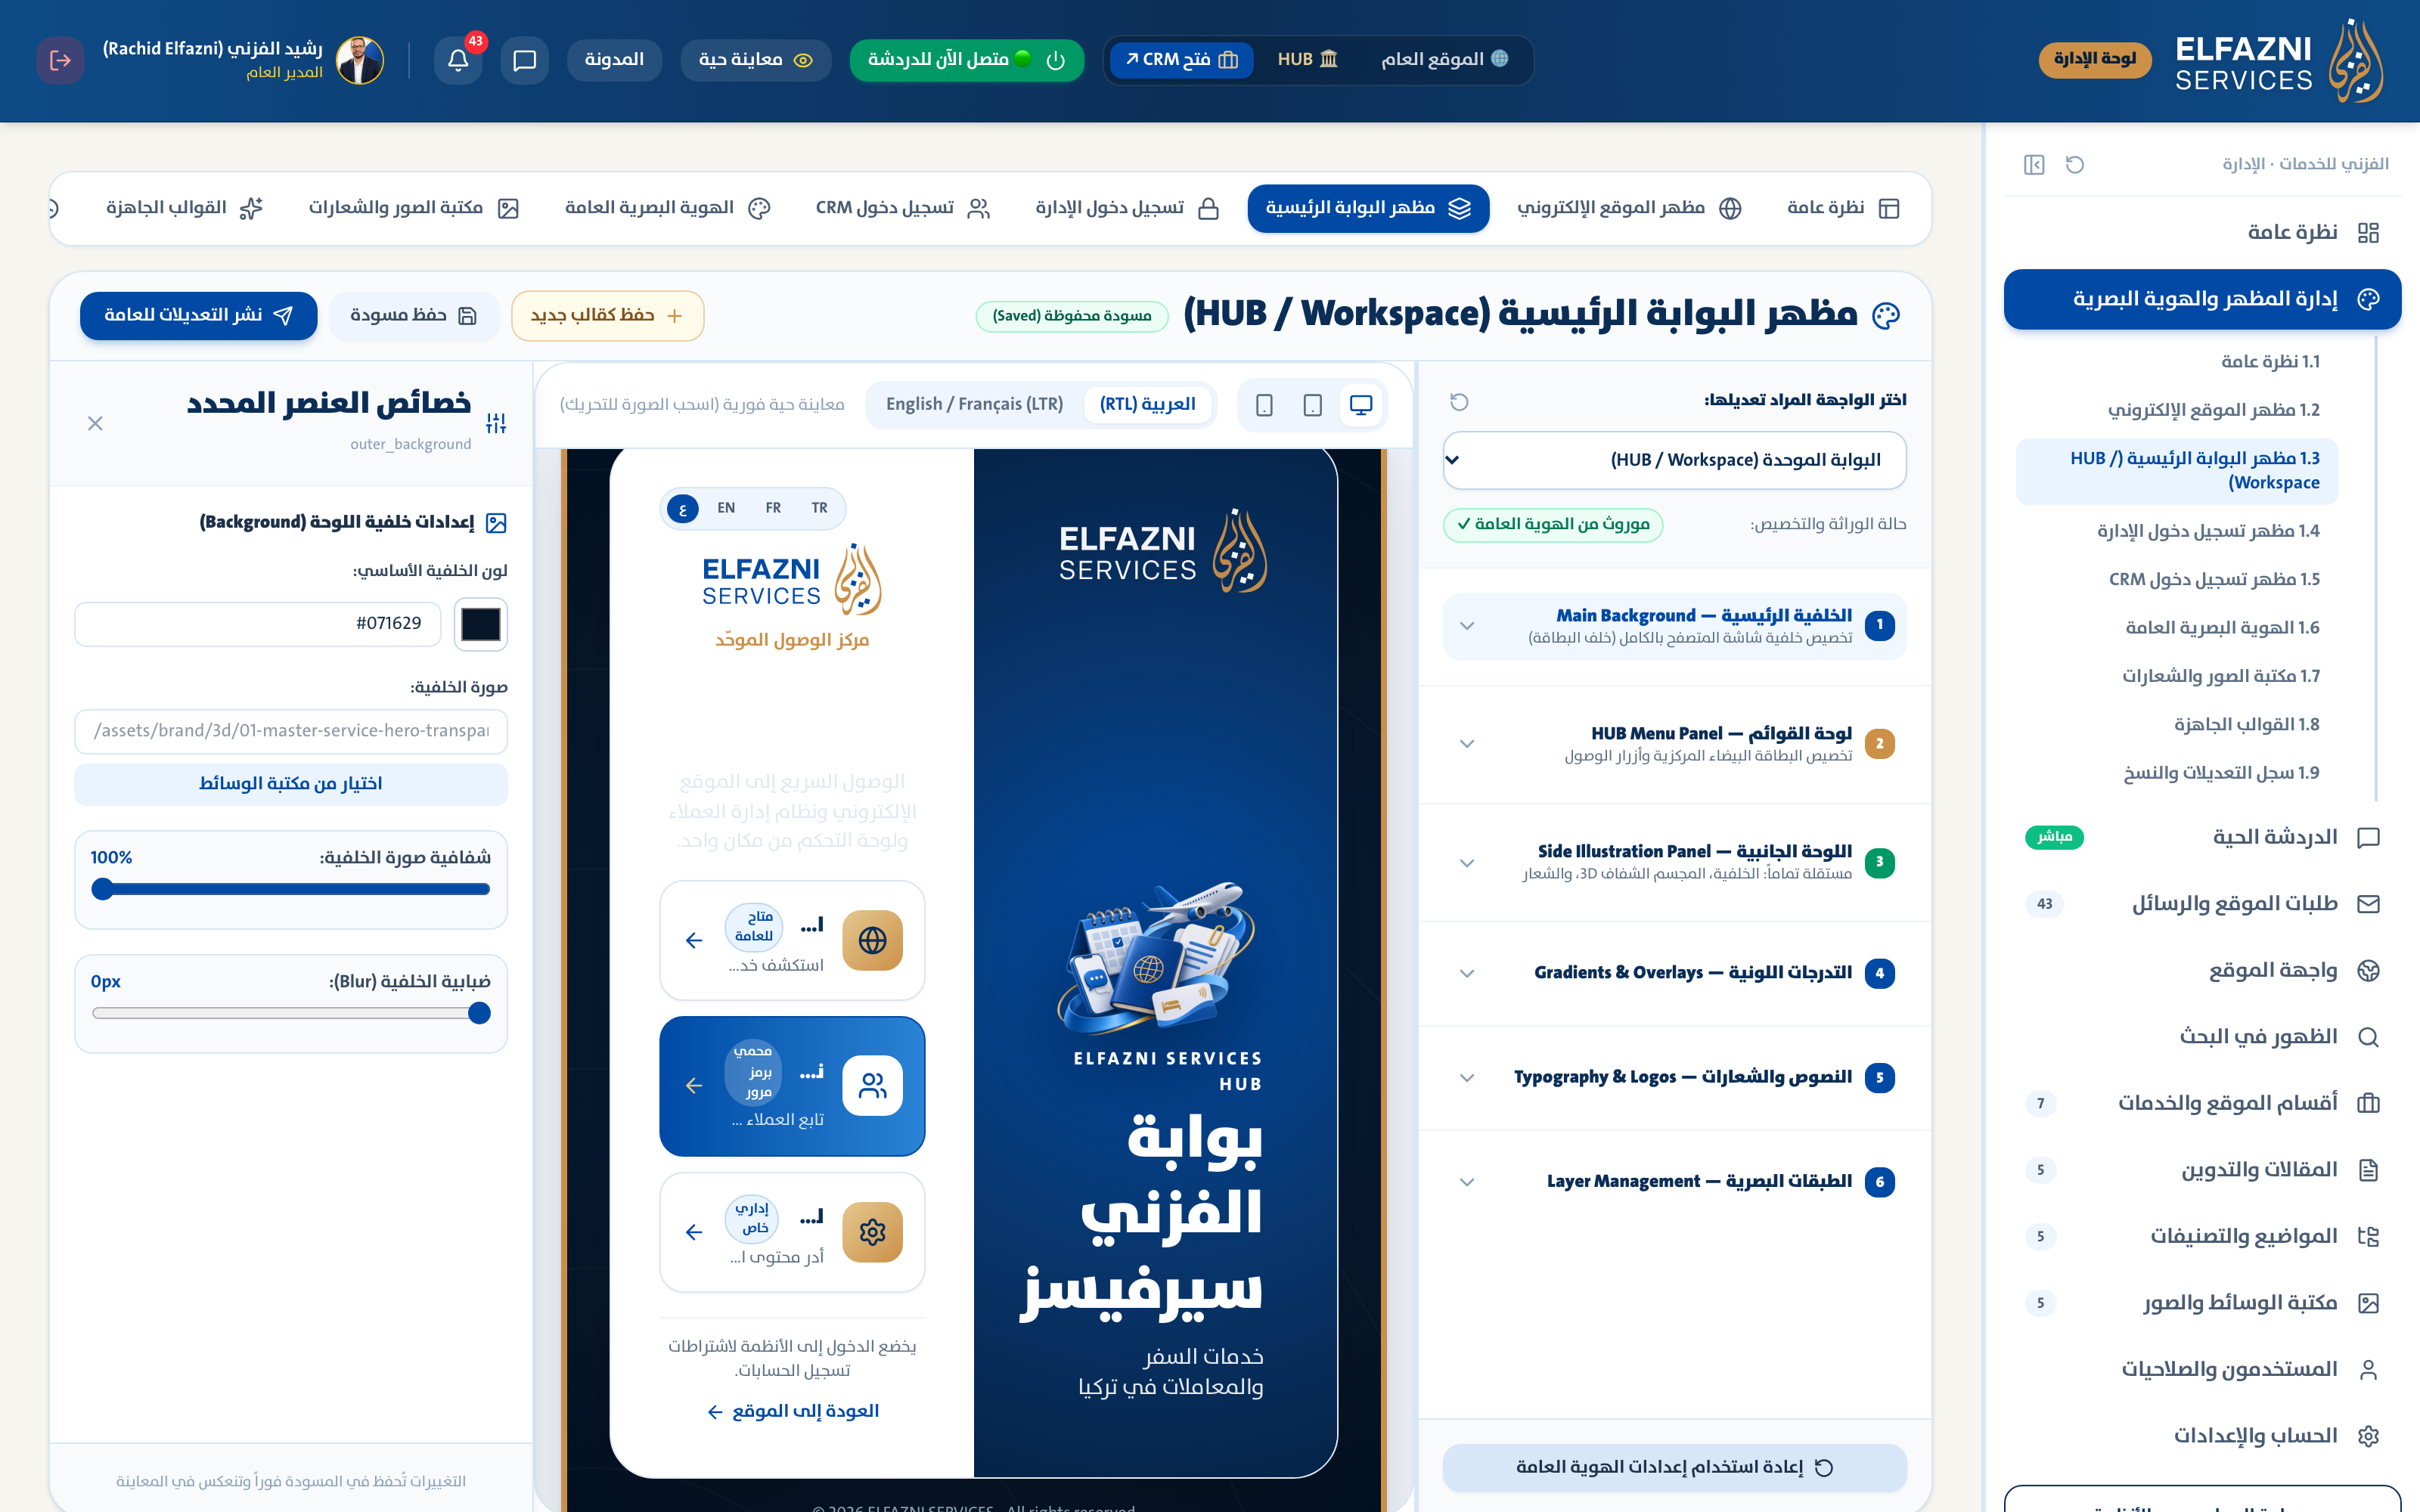 ELFAZNI
SERVICES
لوحة الإدارة
الموقع العام
HUB
فتح CRM ↗
متصل الآن للدردشة
معاينة حية
المدونة
43
رشيد الفزني (Rachid Elfazni)
المدير العام
الفزني للخدمات · الإدارة
نظرة عامة
إدارة المظهر والهوية البصرية
1.1 نظرة عامة
1.2 مظهر الموقع الإلكتروني
1.3 مظهر البوابة الرئيسية (HUB /
Workspace)
1.4 مظهر تسجيل دخول الإدارة
1.5 مظهر تسجيل دخول CRM
1.6 الهوية البصرية العامة
1.7 مكتبة الصور والشعارات
1.8 القوالب الجاهزة
1.9 سجل التعديلات والنسخ
الدردشة الحية
مباشر
طلبات الموقع والرسائل
43
واجهة الموقع
الظهور في البحث
أقسام الموقع والخدمات
7
المقالات والتدوين
5
المواضيع والتصنيفات
5
مكتبة الوسائط والصور
5
المستخدمون والصلاحيات
الحساب والإعدادات
نظرة عامة
مظهر الموقع الإلكتروني
مظهر البوابة الرئيسية
تسجيل دخول الإدارة
تسجيل دخول CRM
الهوية البصرية العامة
مكتبة الصور والشعارات
القوالب الجاهزة
مظهر البوابة الرئيسية (HUB / Workspace)
مسودة محفوظة (Saved)
حفظ كقالب جديد
حفظ مسودة
نشر التعديلات للعامة
اختر الواجهة المراد تعديلها:
البوابة الموحدة (HUB / Workspace)
حالة الوراثة والتخصيص:
موروث من الهوية العامة ✓
1
الخلفية الرئيسية — Main Background
تخصيص خلفية شاشة المتصفح بالكامل (خلف البطاقة)
2
لوحة القوائم — HUB Menu Panel
تخصيص البطاقة البيضاء المركزية وأزرار الوصول
3
اللوحة الجانبية — Side Illustration Panel
مستقلة تماماً: الخلفية، المجسم الشفاف 3D، والشعار
4
التدرجات اللونية — Gradients & Overlays
5
النصوص والشعارات — Typography & Logos
6
الطبقات البصرية — Layer Management
إعادة استخدام إعدادات الهوية العامة
العربية (RTL)
English / Français (LTR)
معاينة حية فورية (اسحب الصورة للتحريك)
ELFAZNI
SERVICES
ELFAZNI SERVICES
HUB
بوابة
الفزني
سيرفيسز
خدمات السفر
والمعاملات في تركيا
ع
EN
FR
TR
ELFAZNI
SERVICES
مركز الوصول الموحّد
الوصول السريع إلى الموقع
الإلكتروني ونظام إدارة العملاء
ولوحة التحكم من مكان واحد.
ا...
متاح
للعامة
استكشف خد...
ن...
محمي
برمز
مرور
تابع العملاء ...
ا...
إداري
خاص
أدر محتوى ا...
يخضع الدخول إلى الأنظمة لاشتراطات
تسجيل الحسابات.
العودة إلى الموقع
خصائص العنصر المحدد
outer_background
إعدادات خلفية اللوحة (Background)
لون الخلفية الأساسي:
#071629
صورة الخلفية:
/assets/brand/3d/01-master-service-hero-transpa
اختيار من مكتبة الوسائط
شفافية صورة الخلفية:
100%
ضبابية الخلفية (Blur):
0px
التغييرات تُحفظ في المسودة فوراً وتنعكس في المعاينة
© 2026 ELFAZNI SERVICES · All rights reserved